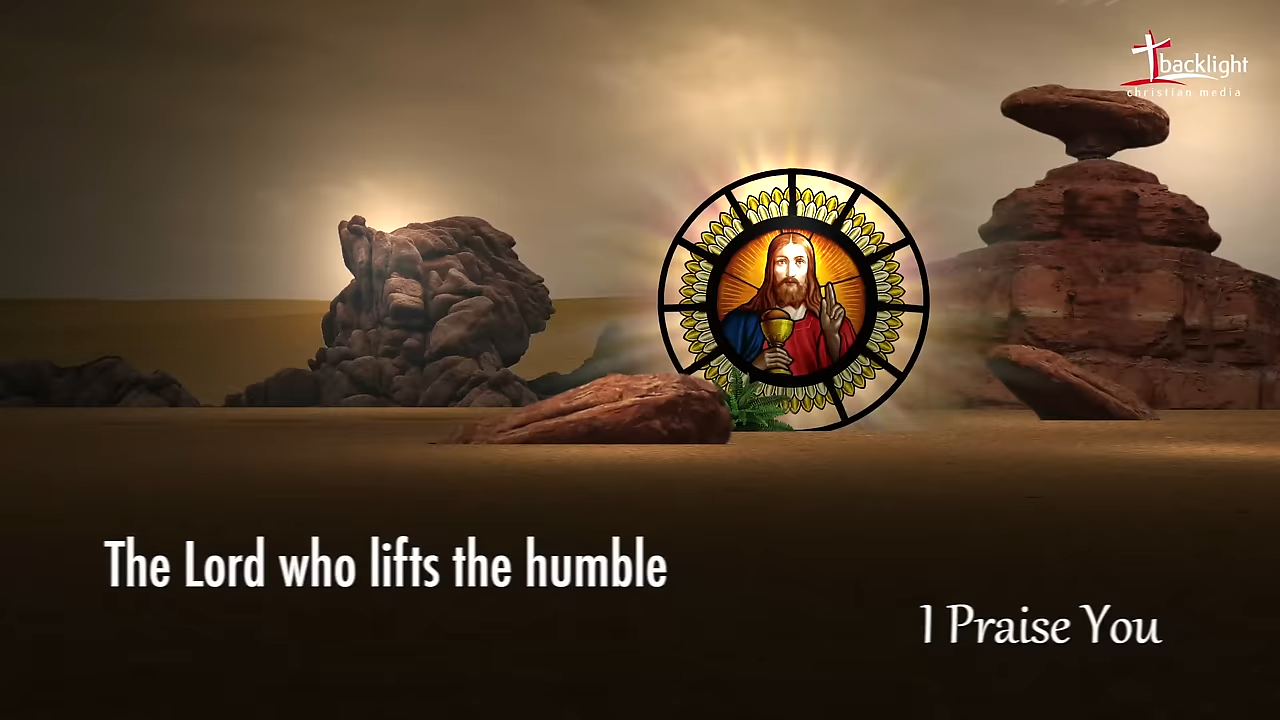 backlight
christian media
The Lord who lifts the humble
I Praise You